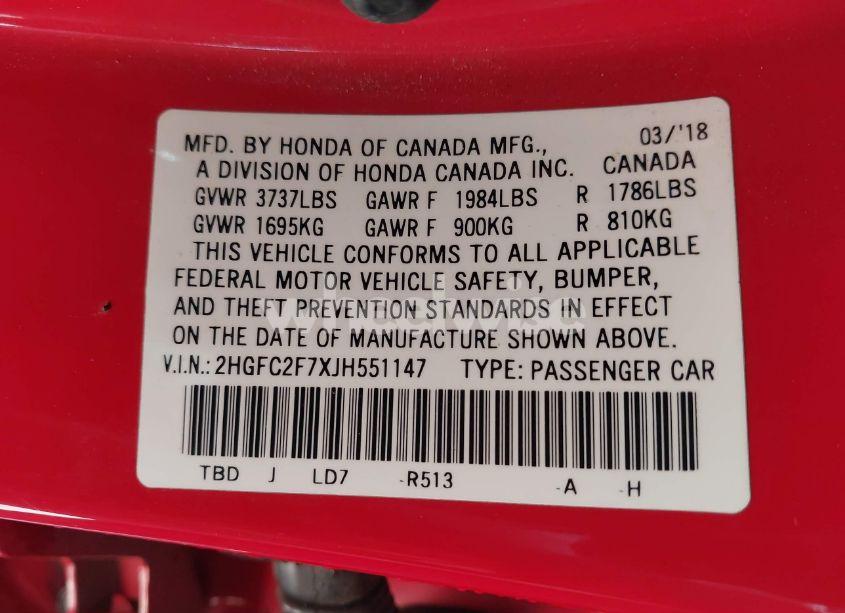 MFD. BY HONDA OF CANADA MFG., 03/'18
A DIVISION OF HONDA CANADA INC. CANADA
GVWR 3737LBS GAWR F 1984LBS R 1786LBS
GVWR 1695KG GAWR F 900KG R 810KG
THIS VEHICLE CONFORMS TO ALL APPLICABLE
FEDERAL MOTOR VEHICLE SAFETY, BUMPER,
AND THEFT PREVENTION STANDARDS IN EFFECT
ON THE DATE OF MANUFACTURE SHOWN ABOVE.
V.I.N.: 2HGFC2F7XJH551147 TYPE: PASSENGER CAR
TBD J LD7 -R513 -A -H